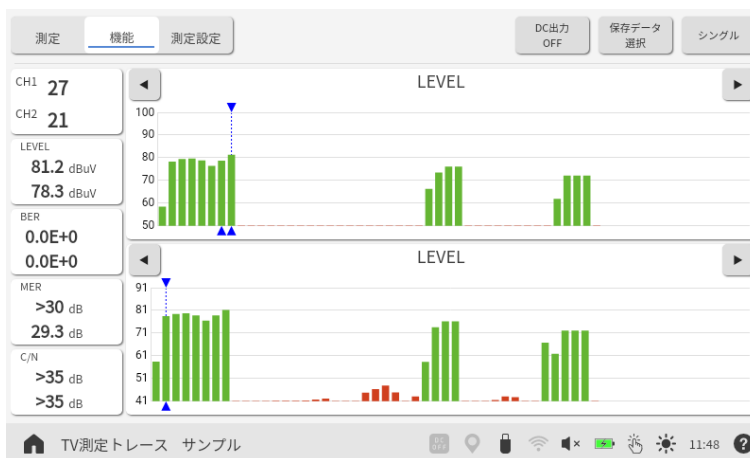 測定 機能 測定設定
DC出力 OFF
保存データ 選択
シングル
CH1 27
CH2 21
LEVEL
81.2 dBuV
78.3 dBuV
BER
0.0E+0
0.0E+0
MER
>30 dB
29.3 dB
C/N
>35 dB
>35 dB
◀ LEVEL ▶
100
90
80
70
60
50
◀ LEVEL ▶
91
81
71
61
51
41
TV測定トレース サンプル
DC OFF
11:48
?